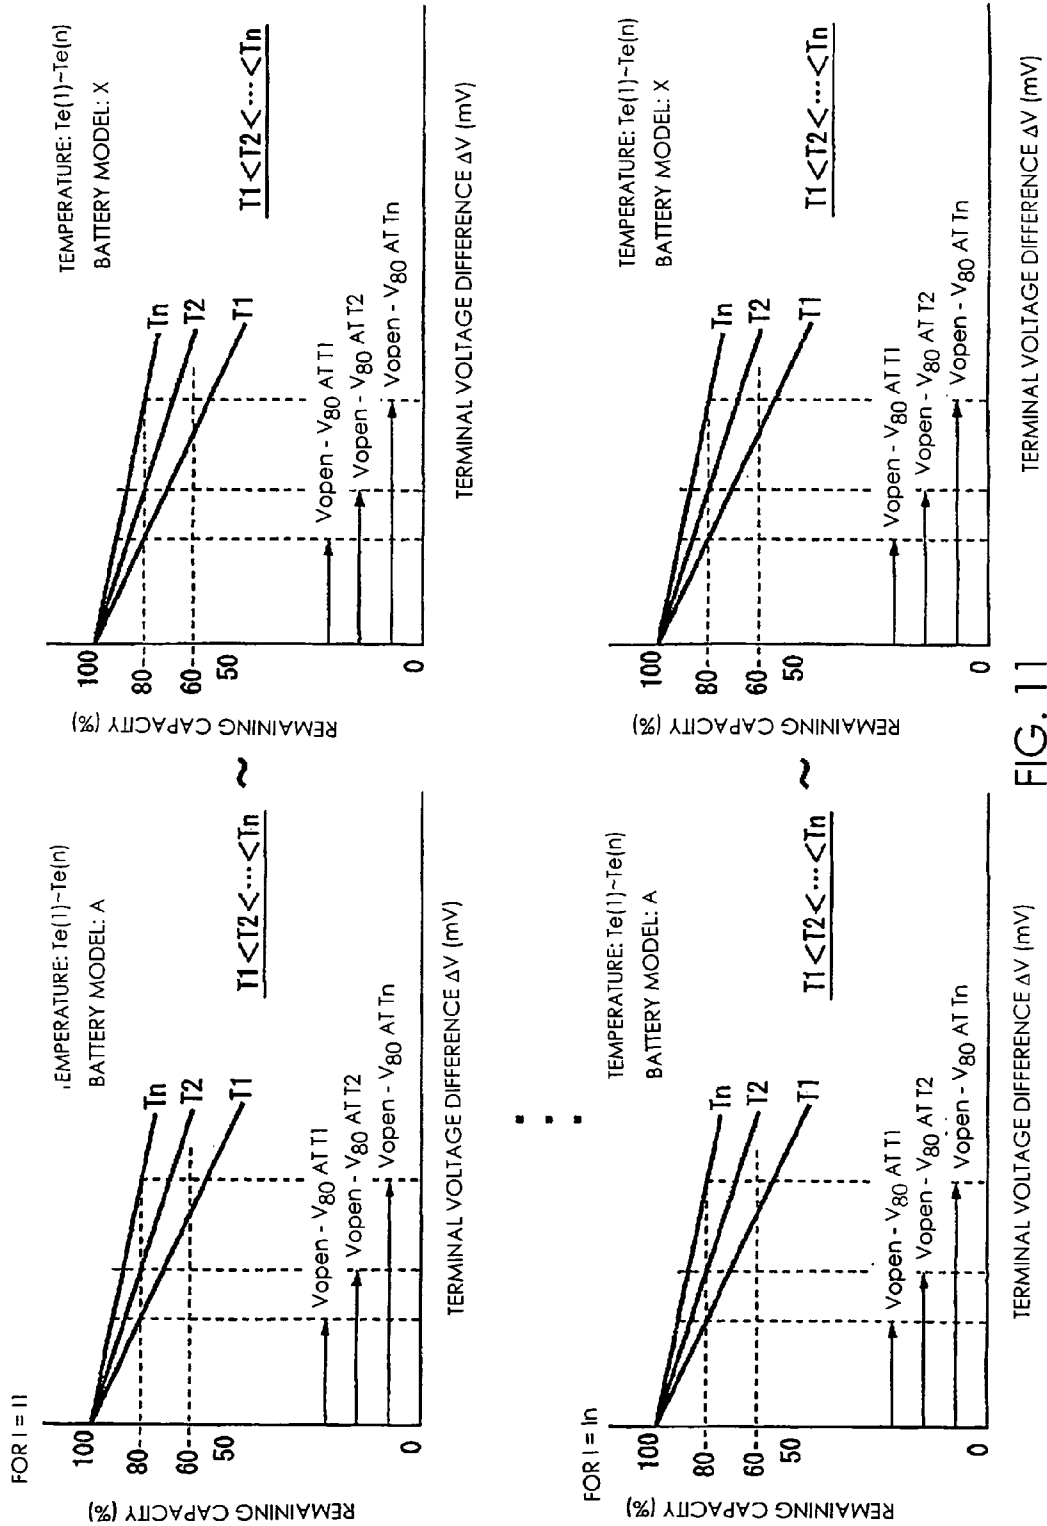 FOR I = I1
TEMPERATURE: Te(1)~Te(n)
BATTERY MODEL: A
T1<T2<···<Tn
REMAINING CAPACITY (%)
100
80
60
50
0
Tn
T2
T1
Vopen - V80 AT T1
Vopen - V80 AT T2
Vopen - V80 AT Tn
TERMINAL VOLTAGE DIFFERENCE ΔV (mV)
~
TEMPERATURE: Te(1)~Te(n)
BATTERY MODEL: X
T1<T2<···<Tn
REMAINING CAPACITY (%)
100
80
60
50
0
Tn
T2
T1
Vopen - V80 AT T1
Vopen - V80 AT T2
Vopen - V80 AT Tn
TERMINAL VOLTAGE DIFFERENCE ΔV (mV)
···
FOR I = In
TEMPERATURE: Te(1)~Te(n)
BATTERY MODEL: A
T1<T2<···<Tn
REMAINING CAPACITY (%)
100
80
60
50
0
Tn
T2
T1
Vopen - V80 AT T1
Vopen - V80 AT T2
Vopen - V80 AT Tn
TERMINAL VOLTAGE DIFFERENCE ΔV (mV)
~
TEMPERATURE: Te(1)~Te(n)
BATTERY MODEL: X
T1<T2<···<Tn
REMAINING CAPACITY (%)
100
80
60
50
0
Tn
T2
T1
Vopen - V80 AT T1
Vopen - V80 AT T2
Vopen - V80 AT Tn
TERMINAL VOLTAGE DIFFERENCE ΔV (mV)
FIG. 11